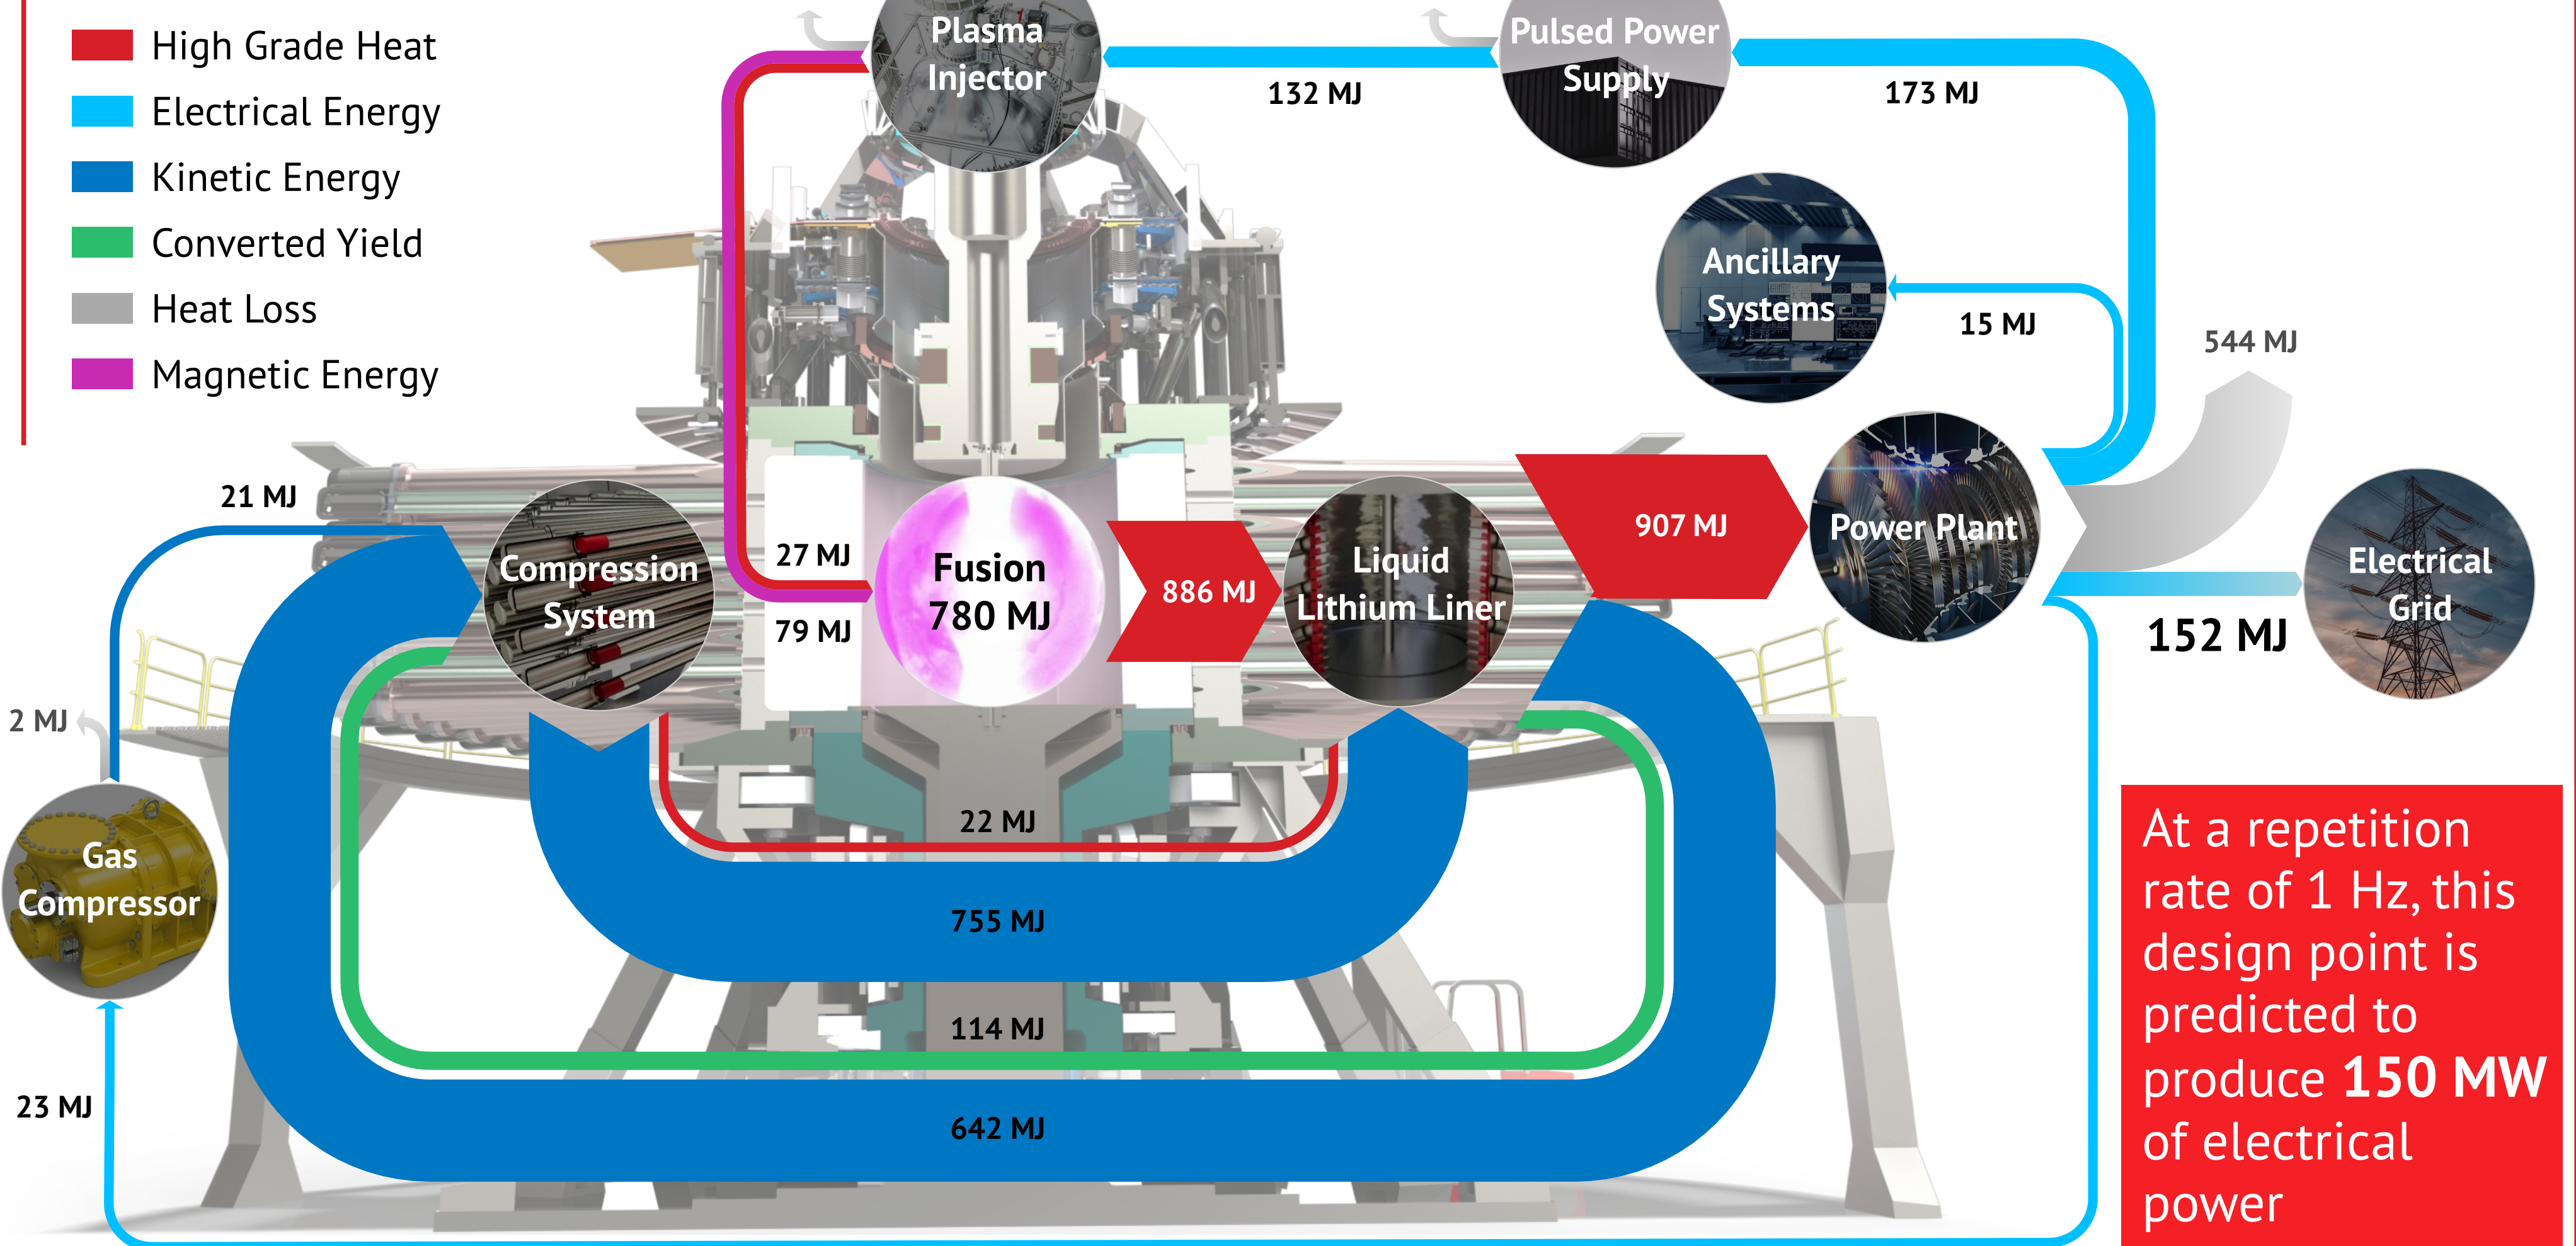 High Grade Heat
Electrical Energy
Kinetic Energy
Converted Yield
Heat Loss
Magnetic Energy
Plasma
Injector
132 MJ
Pulsed Power
Supply
173 MJ
Ancillary
Systems
15 MJ
544 MJ
21 MJ
Compression
System
27 MJ
79 MJ
Fusion
780 MJ
886 MJ
Liquid
Lithium Liner
907 MJ
Power Plant
Electrical
Grid
152 MJ
2 MJ
Gas
Compressor
23 MJ
22 MJ
755 MJ
114 MJ
642 MJ
At a repetition
rate of 1 Hz, this
design point is
predicted to
produce 150 MW
of electrical
power